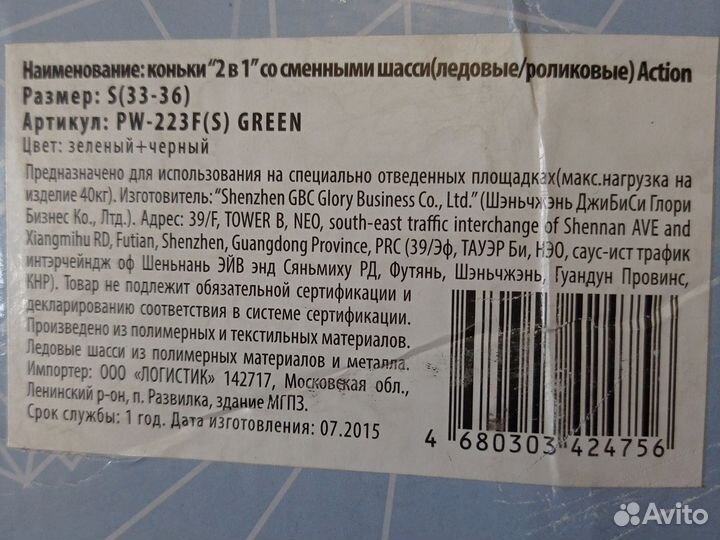 Наименование: коньки “2 в 1” со сменными шасси(ледовые/роликовые) Action
Размер: S(33-36)
Артикул: PW-223F(S) GREEN
Цвет: зеленый+черный
Предназначено для использования на специально отведенных площадках(макс.нагрузка на
изделие 40кг). Изготовитель: “Shenzhen GBC Glory Business Co., Ltd.” (Шэньчжэнь ДжиБиСи Глори
Бизнес Ко., Лтд.). Адрес: 39/F, TOWER B, NEO, south-east traffic interchange of Shennan AVE and
Xiangmihu RD, Futian, Shenzhen, Guangdong Province, PRC (39/Эф, ТАУЭР Би, НЭО, саус-ист трафик
интэрчейндж оф Шеньнань ЭЙВ энд Сяньмиху РД, Футянь, Шэньчжэнь, Гуандун Провинс,
КНР). Товар не подлежит обязательной сертификации и
декларированию соответствия в системе сертификации.
Произведено из полимерных и текстильных материалов.
Ледовые шасси из полимерных материалов и металла.
Импортер: ООО «ЛОГИСТИК» 142717, Московская обл.,
Ленинский р-он, п. Развилка, здание МГПЗ.
Срок службы: 1 год. Дата изготовления: 07.2015
4 680303 424756
Avito